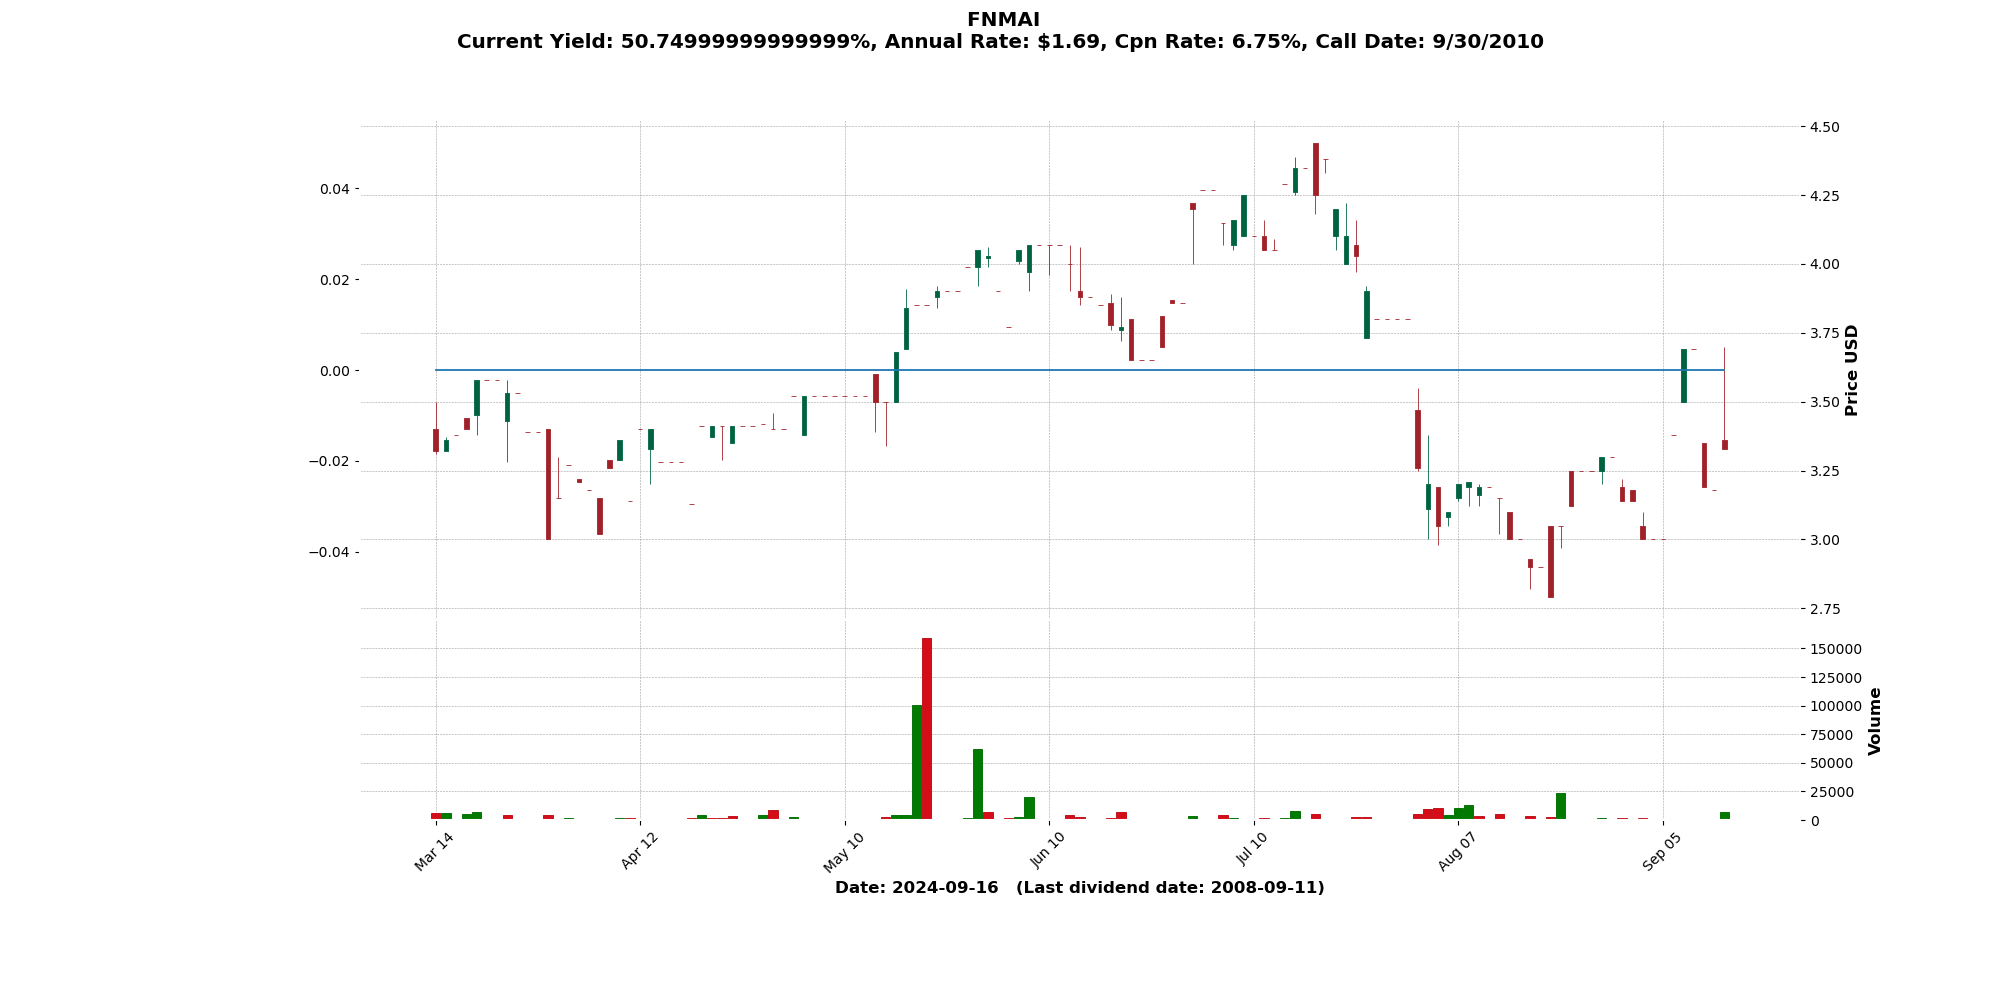 FNMAI
Current Yield: 50.74999999999999%, Annual Rate: $1.69, Cpn Rate: 6.75%, Call Date: 9/30/2010
0.04
0.02
0.00
−0.02
−0.04
4.50
4.25
4.00
3.75
3.50
3.25
3.00
2.75
Price USD
150000
125000
100000
75000
50000
25000
0
Volume
Mar 14
Apr 12
May 10
Jun 10
Jul 10
Aug 07
Sep 05
Date: 2024-09-16 (Last dividend date: 2008-09-11)